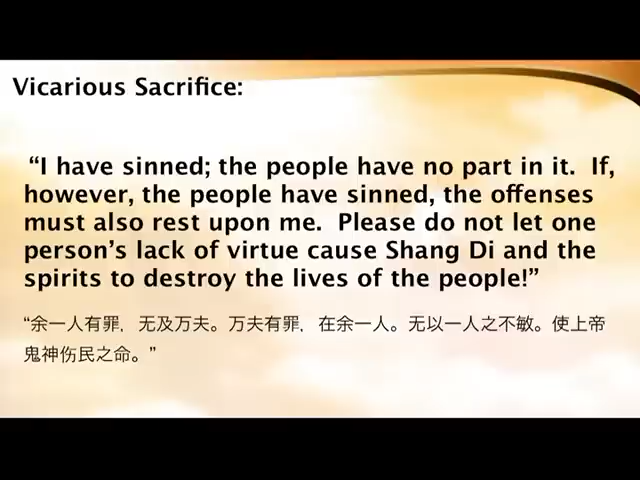 Vicarious Sacrifice:
“I have sinned; the people have no part in it.  If,
however, the people have sinned, the offenses
must also rest upon me.  Please do not let one
person’s lack of virtue cause Shang Di and the
spirits to destroy the lives of the people!”
“余一人有罪，无及万夫。万夫有罪，在余一人。无以一人之不敏。使上帝
鬼神伤民之命。”